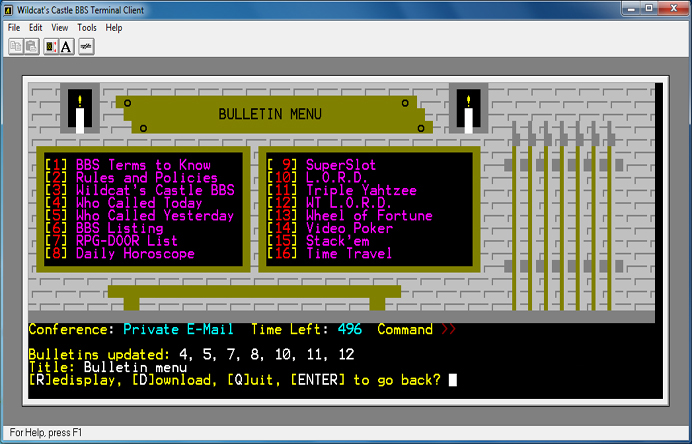 Wildcat's Castle BBS Terminal Client
File Edit View Tools Help
BULLETIN MENU
[1] BBS Terms to Know
[2] Rules and Policies
[3] Wildcat's Castle BBS
[4] Who Called Today
[5] Who Called Yesterday
[6] BBS Listing
[7] RPG-DOOR List
[8] Daily Horoscope
[ 9] SuperSlot
[10] L.O.R.D.
[11] Triple Yahtzee
[12] WT L.O.R.D.
[13] Wheel of Fortune
[14] Video Poker
[15] Stack'em
[16] Time Travel
Conference: Private E-Mail Time Left: 496 Command >>
Bulletins updated: 4, 5, 7, 8, 10, 11, 12
Title: Bulletin menu
[R]edisplay, [D]ownload, [Q]uit, [ENTER] to go back?
For Help, press F1